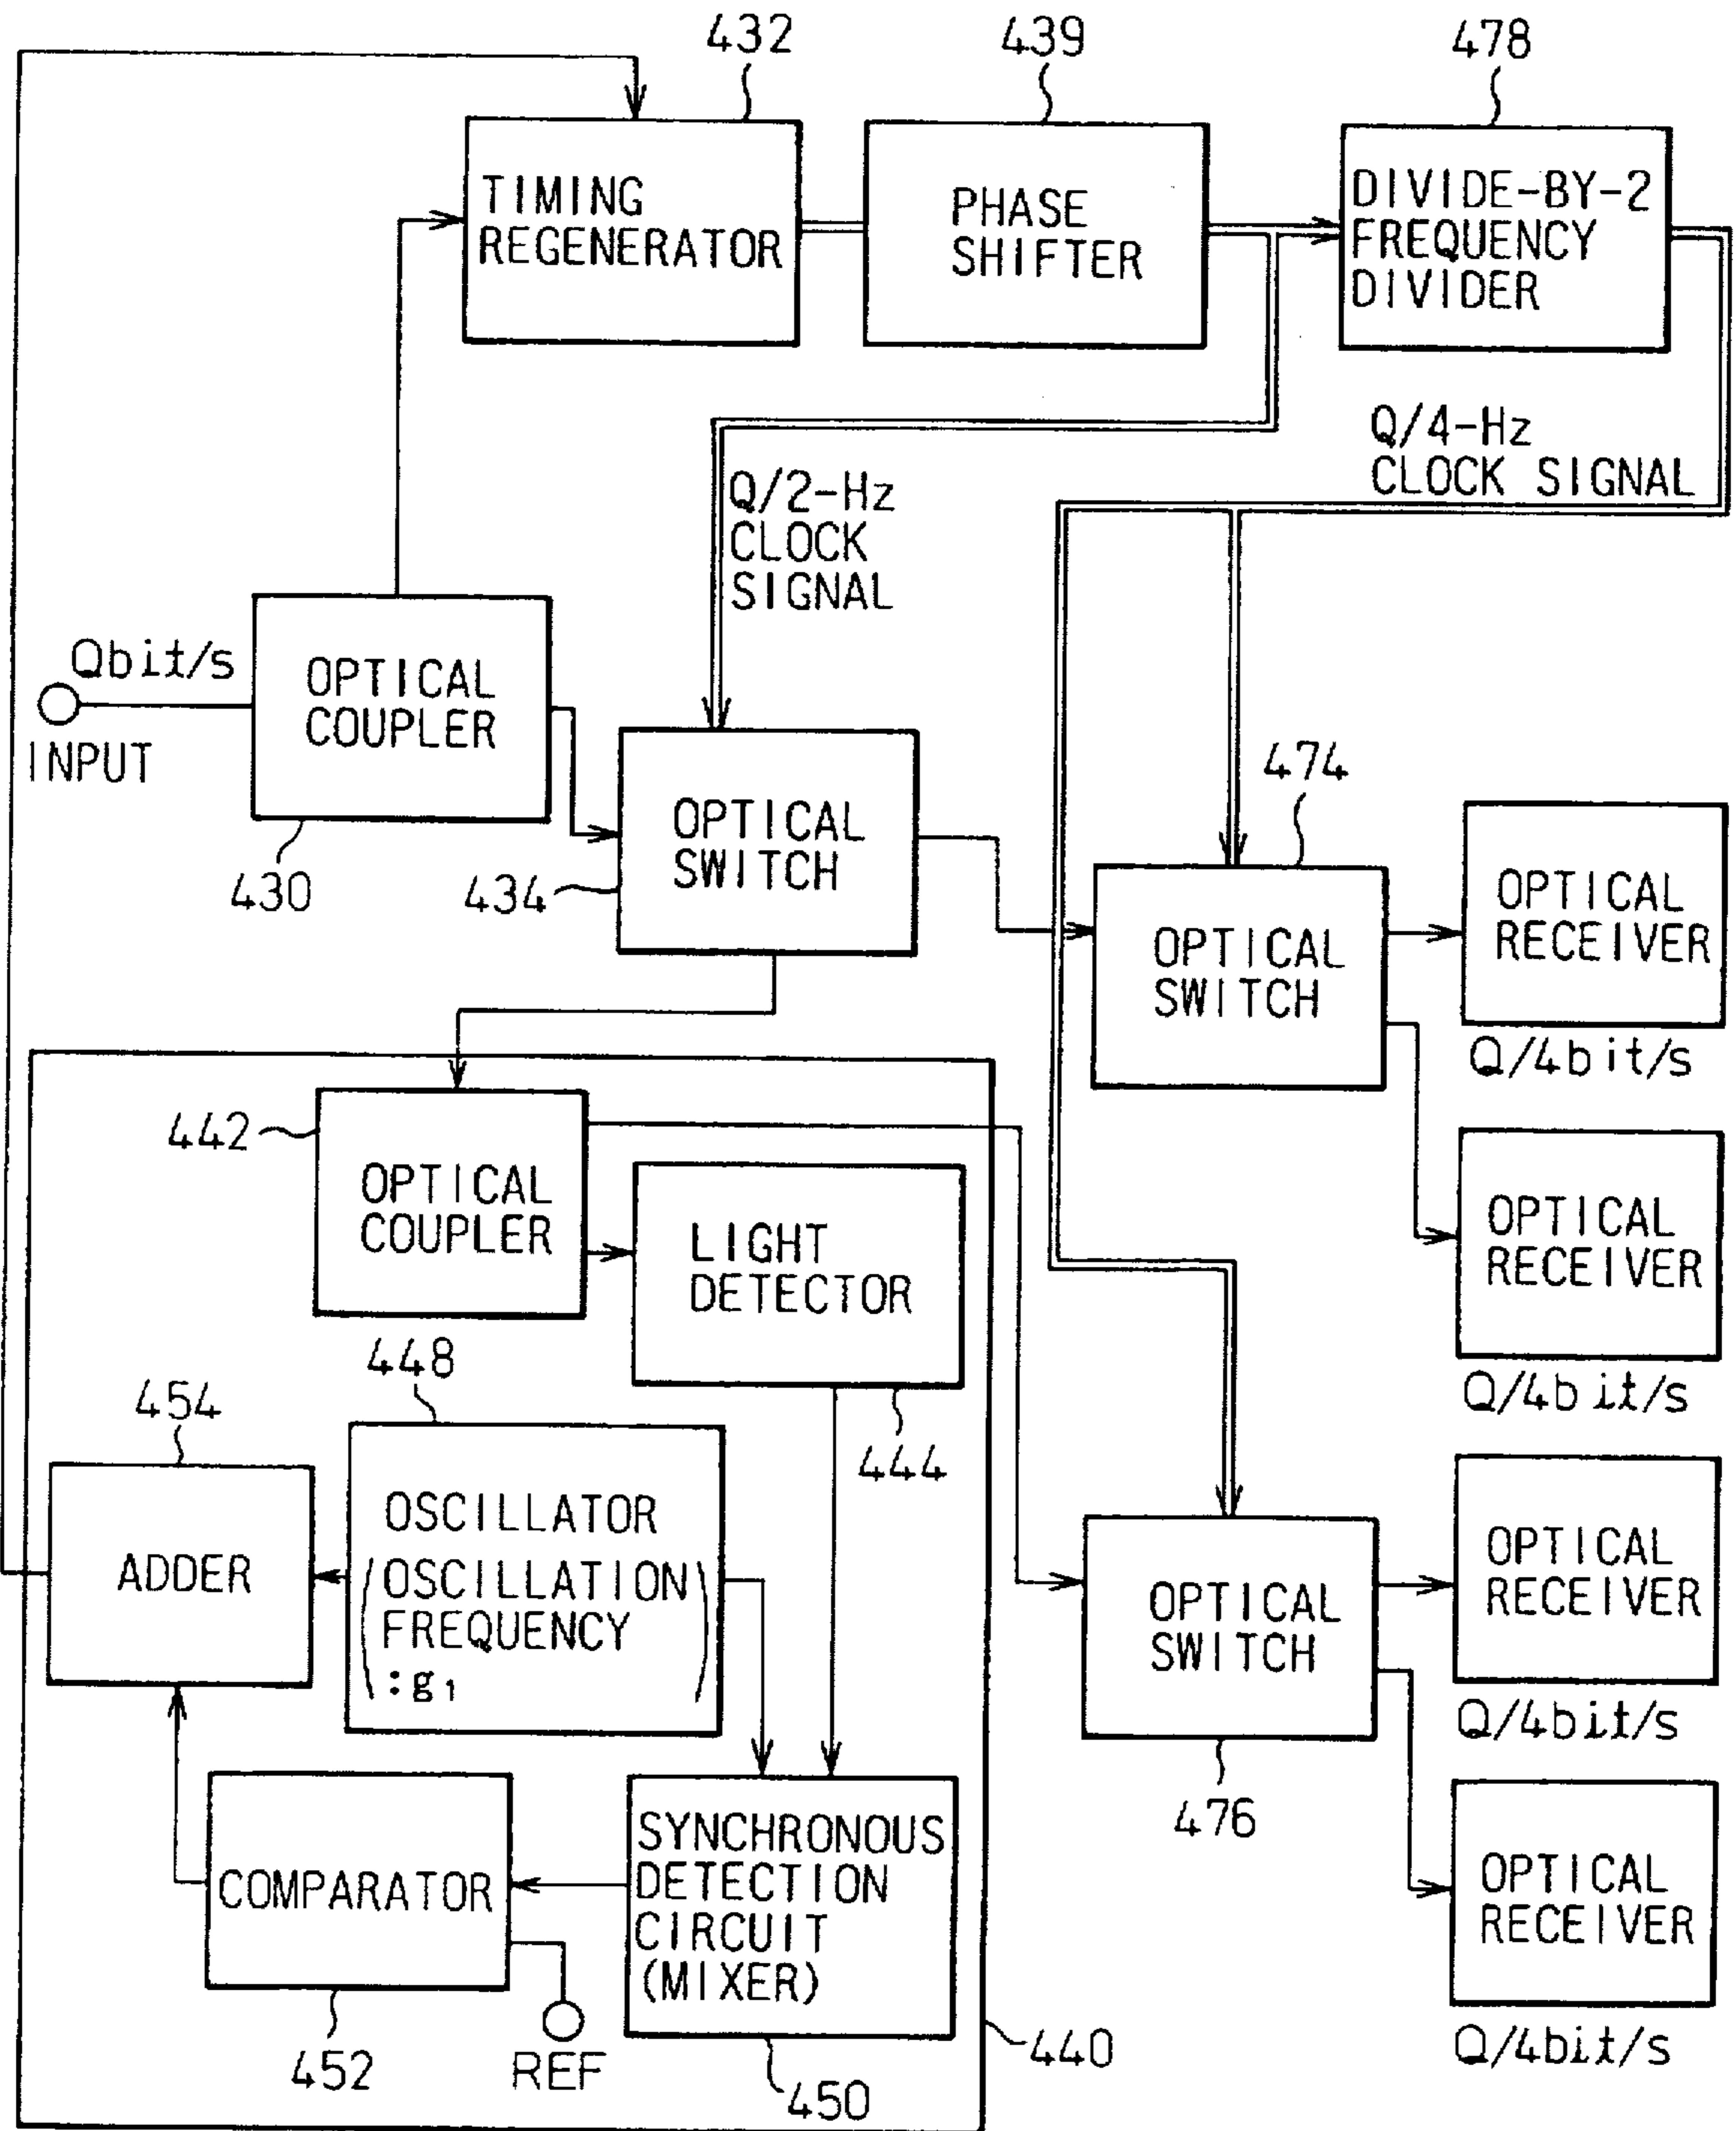 432
439
478
TIMING
REGENERATOR
PHASE
SHIFTER
DIVIDE-BY-2
FREQUENCY
DIVIDER
Q/4-Hz
CLOCK SIGNAL
Q/2-Hz
CLOCK
SIGNAL
Qbit/s
INPUT
OPTICAL
COUPLER
430
OPTICAL
SWITCH
434
474
OPTICAL
SWITCH
OPTICAL
RECEIVER
Q/4bit/s
442
OPTICAL
COUPLER
LIGHT
DETECTOR
444
OPTICAL
RECEIVER
Q/4bit/s
448
454
ADDER
OSCILLATOR
(OSCILLATION
FREQUENCY
:g₁)
OPTICAL
SWITCH
476
OPTICAL
RECEIVER
Q/4bit/s
COMPARATOR
452
REF
SYNCHRONOUS
DETECTION
CIRCUIT
(MIXER)
450
440
OPTICAL
RECEIVER
Q/4bit/s